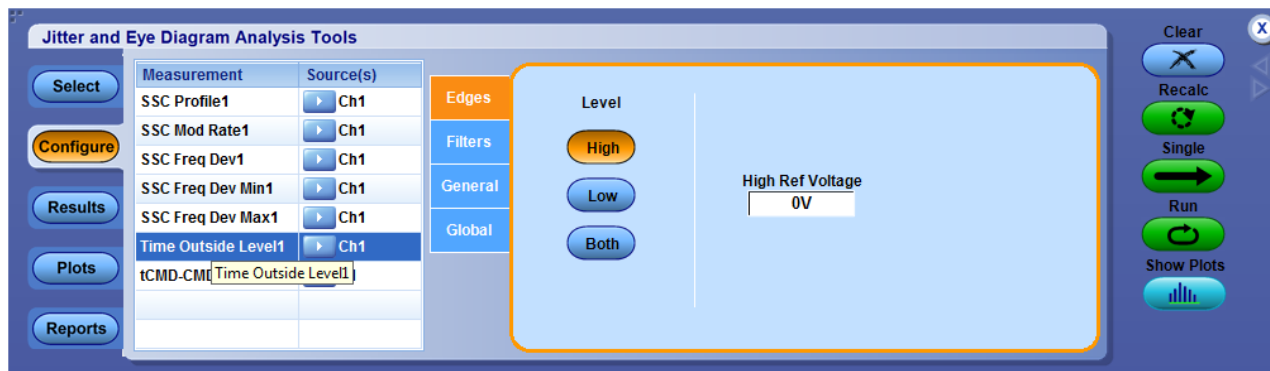 Jitter and Eye Diagram Analysis Tools
Select
Configure
Results
Plots
Reports
Measurement Source(s)
SSC Profile1 Ch1
SSC Mod Rate1 Ch1
SSC Freq Dev1 Ch1
SSC Freq Dev Min1 Ch1
SSC Freq Dev Max1 Ch1
Time Outside Level1 Ch1
tCMD-CMD
Time Outside Level1
Edges
Filters
General
Global
Level
High
Low
Both
High Ref Voltage
0V
Clear
X
Recalc
Single
Run
Show Plots